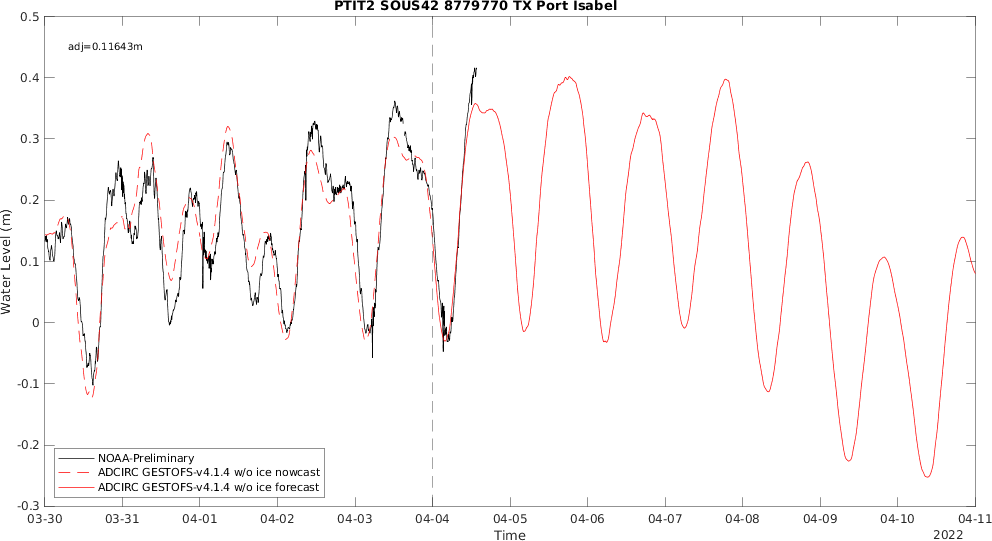 PTIT2 SOUS42 8779770 TX Port Isabel
adj=0.11643m
0.5
0.4
0.3
0.2
0.1
0
-0.1
-0.2
-0.3
Water Level (m)
NOAA-Preliminary
ADCIRC GESTOFS-v4.1.4 w/o ice nowcast
ADCIRC GESTOFS-v4.1.4 w/o ice forecast
03-30 03-31 04-01 04-02 04-03 04-04 04-05 04-06 04-07 04-08 04-09 04-10 04-11
Time
2022